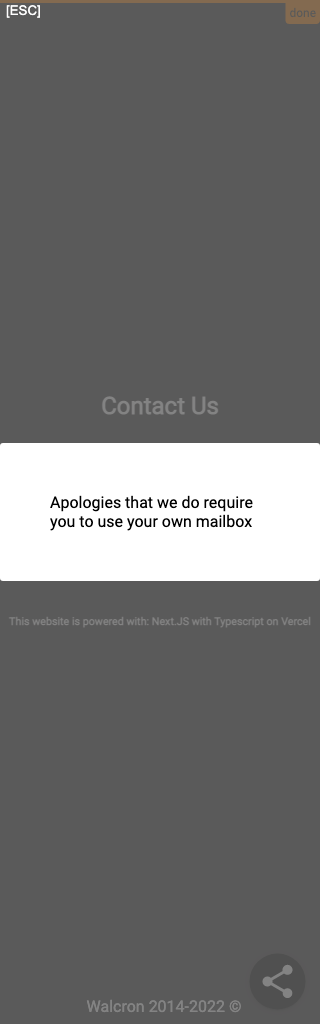 [ESC]
done
Contact Us
Apologies that we do require
you to use your own mailbox
This website is powered with: Next.JS with Typescript on Vercel
Walcron 2014-2022 ©